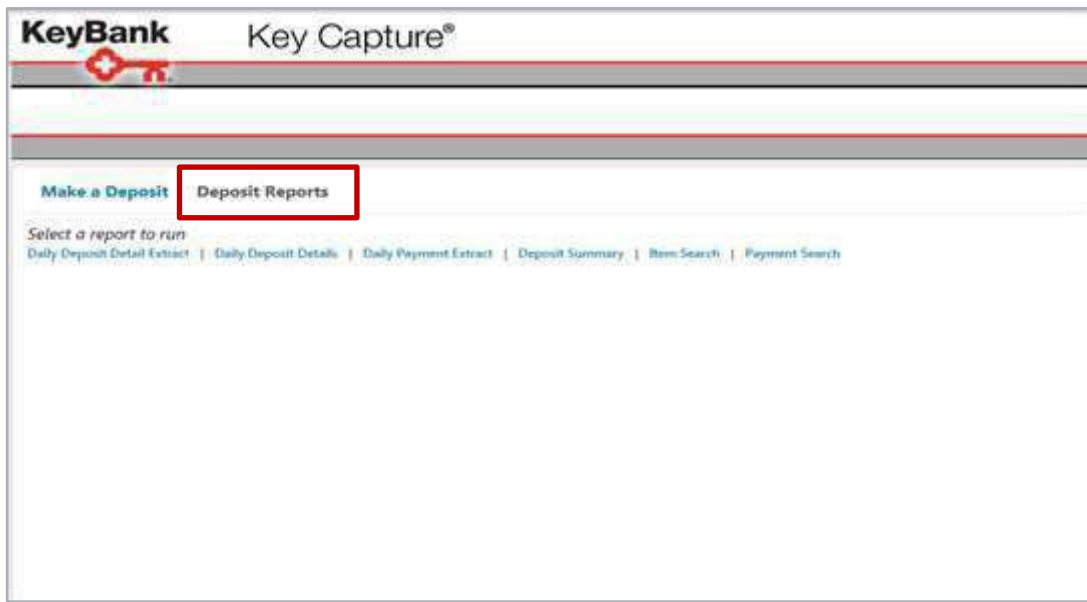 KeyBank
Key Capture®
Make a Deposit Deposit Reports
Select a report to run
Daily Deposit Detail Extract | Daily Deposit Details | Daily Payment Extract | Deposit Summary | Item Search | Payment Search